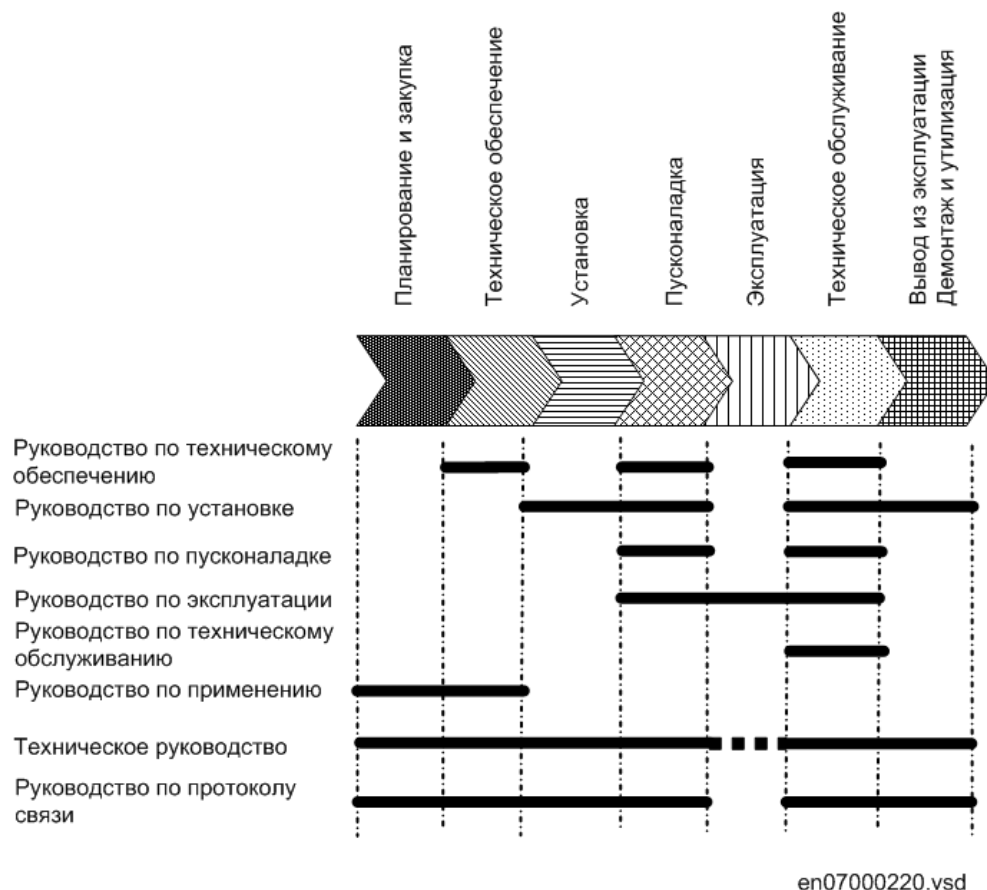 Планирование и закупка
Техническое обеспечение
Установка
Пусконаладка
Эксплуатация
Техническое обслуживание
Вывод из эксплуатации
Демонтаж и утилизация
Руководство по техническому
обеспечению
Руководство по установке
Руководство по пусконаладке
Руководство по эксплуатации
Руководство по техническому
обслуживанию
Руководство по применению
Техническое руководство
Руководство по протоколу
связи
en07000220.vsd